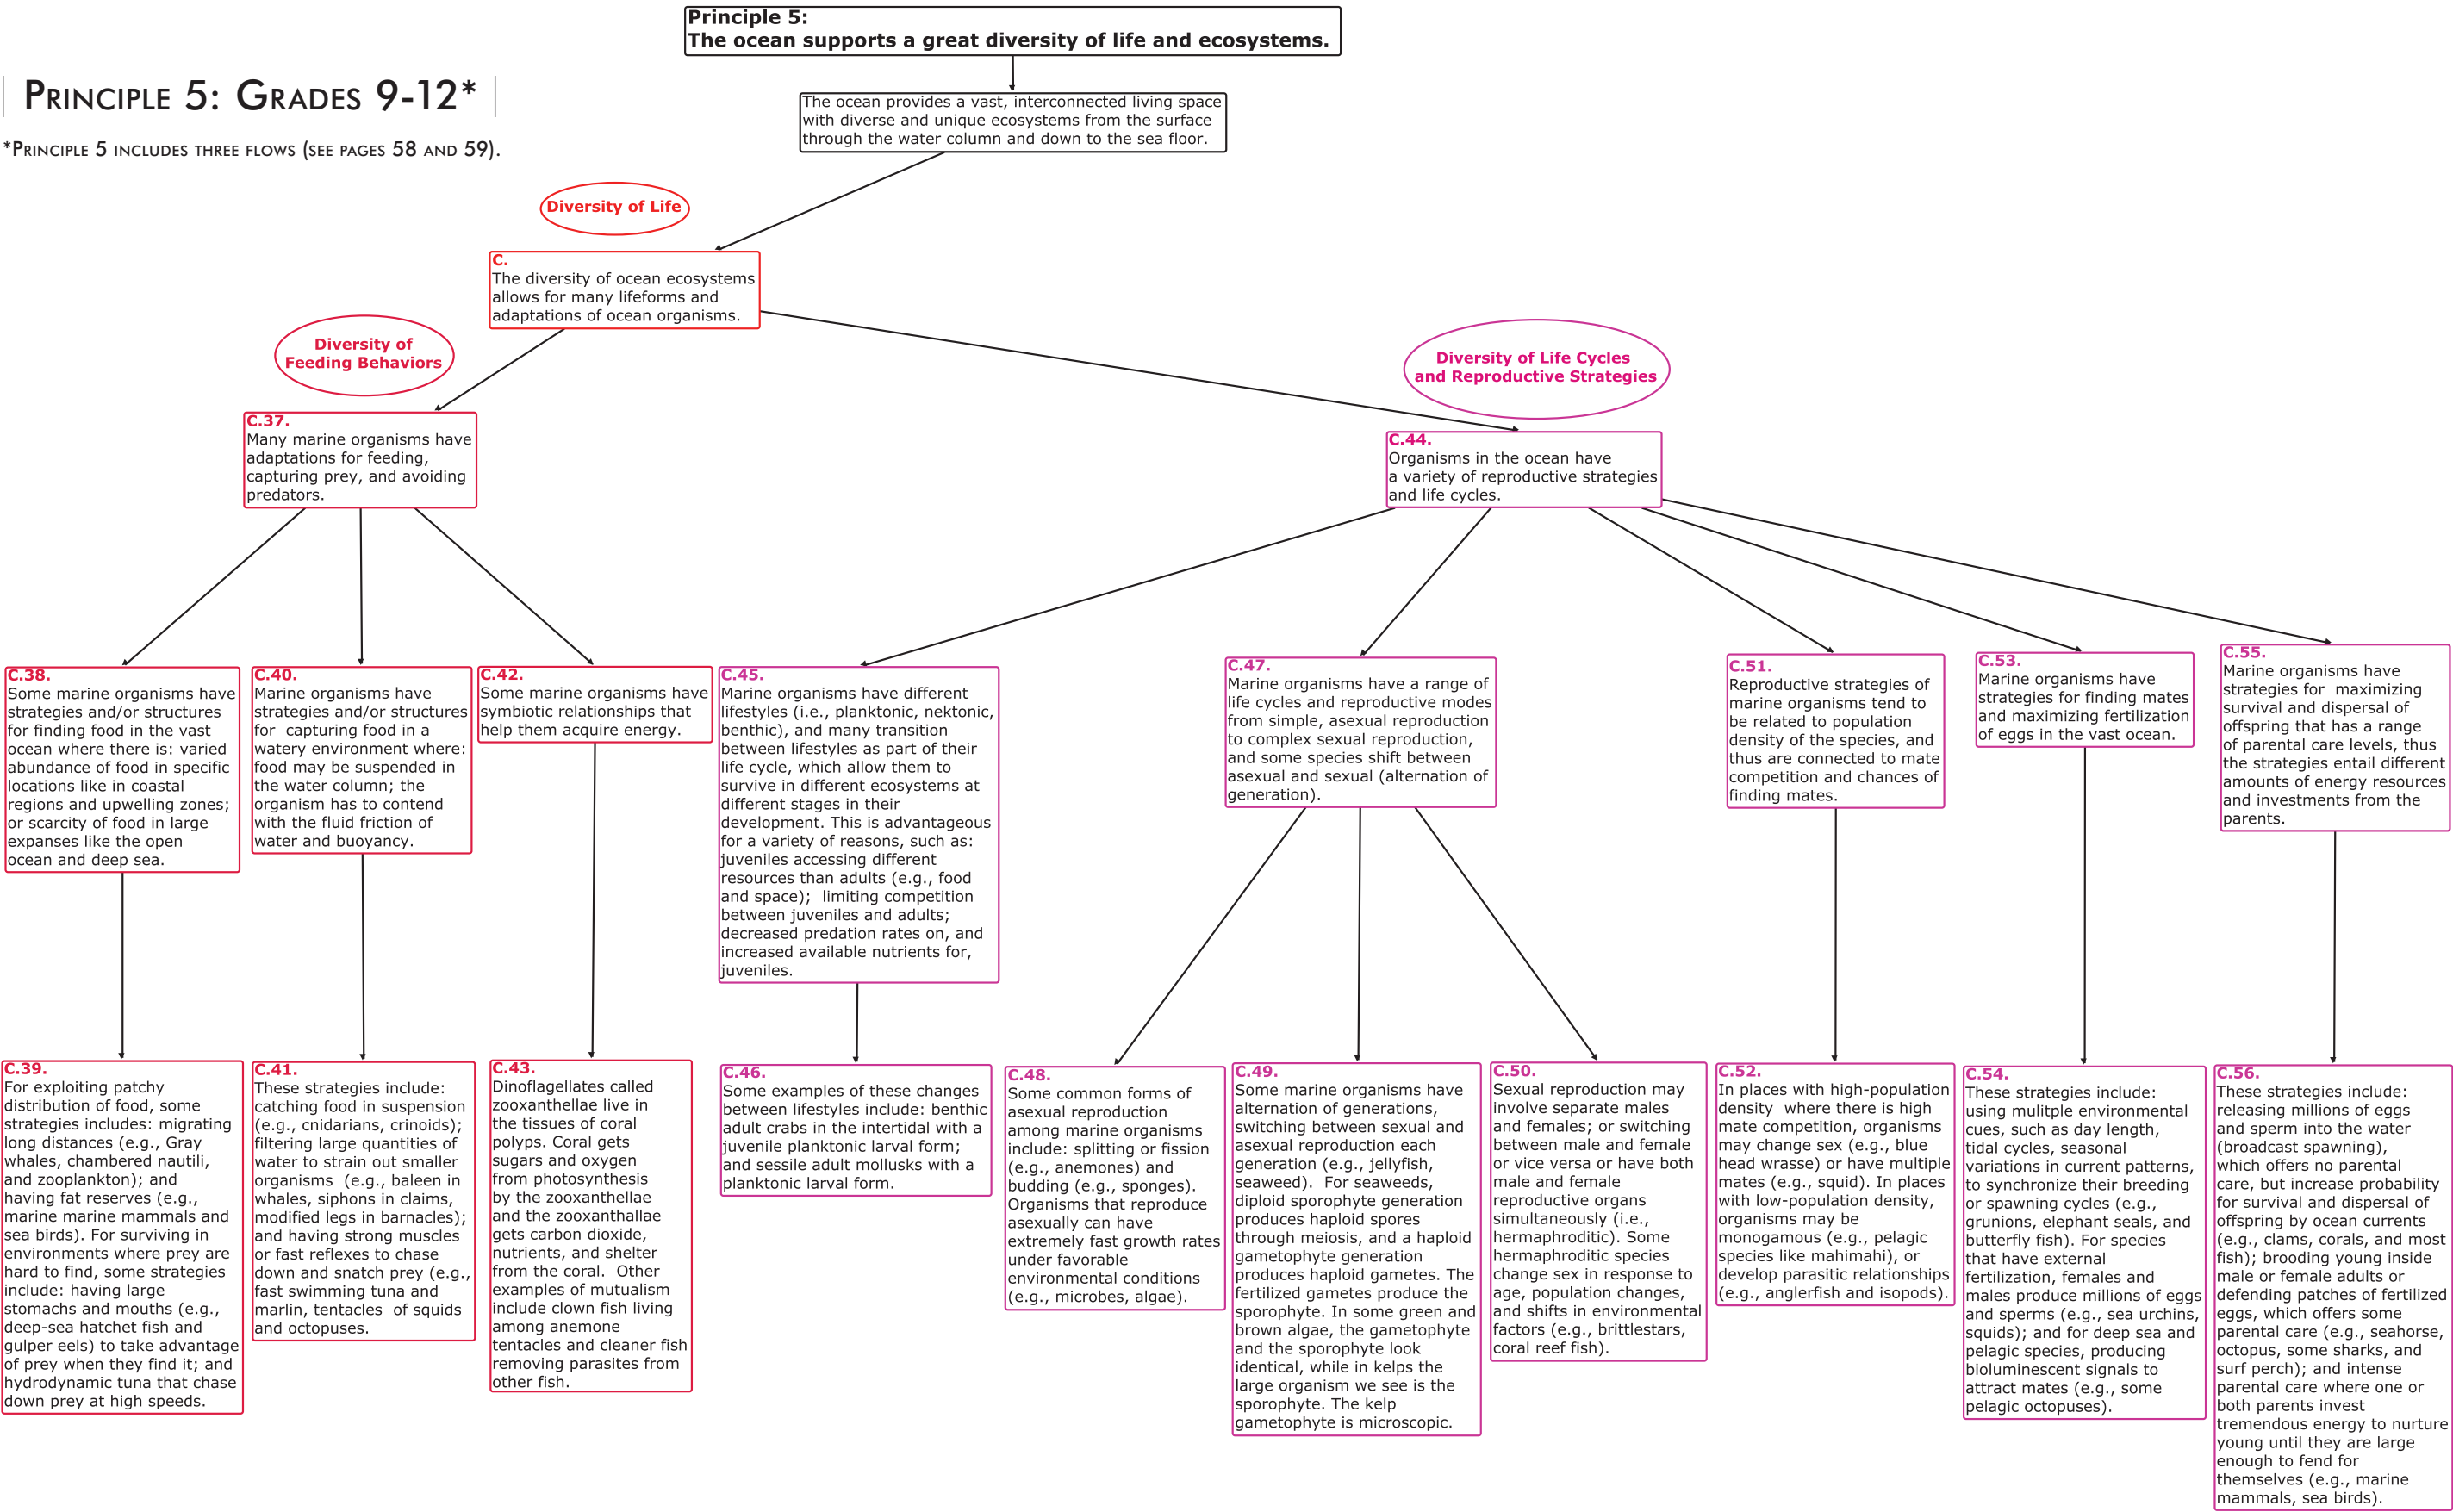 Principle 5:
The ocean supports a great diversity of life and ecosystems.
Principle 5: Grades 9-12*
*Principle 5 includes three flows (see pages 58 and 59).
The ocean provides a vast, interconnected living space
with diverse and unique ecosystems from the surface
through the water column and down to the sea floor.
Diversity of Life
C.
The diversity of ocean ecosystems
allows for many lifeforms and
adaptations of ocean organisms.
Diversity of
Feeding Behaviors
Diversity of Life Cycles
and Reproductive Strategies
C.37.
Many marine organisms have
adaptations for feeding,
capturing prey, and avoiding
predators.
C.44.
Organisms in the ocean have
a variety of reproductive strategies
and life cycles.
C.38.
Some marine organisms have
strategies and/or structures
for finding food in the vast
ocean where there is: varied
abundance of food in specific
locations like in coastal
regions and upwelling zones;
or scarcity of food in large
expanses like the open
ocean and deep sea.
C.40.
Marine organisms have
strategies and/or structures
for  capturing food in a
watery environment where:
food may be suspended in
the water column; the
organism has to contend
with the fluid friction of
water and buoyancy.
C.42.
Some marine organisms have
symbiotic relationships that
help them acquire energy.
C.45.
Marine organisms have different
lifestyles (i.e., planktonic, nektonic,
benthic), and many transition
between lifestyles as part of their
life cycle, which allow them to
survive in different ecosystems at
different stages in their
development. This is advantageous
for a variety of reasons, such as:
juveniles accessing different
resources than adults (e.g., food
and space);  limiting competition
between juveniles and adults;
decreased predation rates on, and
increased available nutrients for,
juveniles.
C.47.
Marine organisms have a range of
life cycles and reproductive modes
from simple, asexual reproduction
to complex sexual reproduction,
and some species shift between
asexual and sexual (alternation of
generation).
C.51.
Reproductive strategies of
marine organisms tend to
be related to population
density of the species, and
thus are connected to mate
competition and chances of
finding mates.
C.53.
Marine organisms have
strategies for finding mates
and maximizing fertilization
of eggs in the vast ocean.
C.55.
Marine organisms have
strategies for  maximizing
survival and dispersal of
offspring that has a range
of parental care levels, thus
the strategies entail different
amounts of energy resources
and investments from the
parents.
C.39.
For exploiting patchy
distribution of food, some
strategies includes: migrating
long distances (e.g., Gray
whales, chambered nautili,
and zooplankton); and
having fat reserves (e.g.,
marine marine mammals and
sea birds). For surviving in
environments where prey are
hard to find, some strategies
include: having large
stomachs and mouths (e.g.,
deep-sea hatchet fish and
gulper eels) to take advantage
of prey when they find it; and
hydrodynamic tuna that chase
down prey at high speeds.
C.41.
These strategies include:
catching food in suspension
(e.g., cnidarians, crinoids);
filtering large quantities of
water to strain out smaller
organisms  (e.g., baleen in
whales, siphons in claims,
modified legs in barnacles);
and having strong muscles
or fast reflexes to chase
down and snatch prey (e.g.,
fast swimming tuna and
marlin, tentacles  of squids
and octopuses.
C.43.
Dinoflagellates called
zooxanthellae live in
the tissues of coral
polyps. Coral gets
sugars and oxygen
from photosynthesis
by the zooxanthellae
and the zooxanthallae
gets carbon dioxide,
nutrients, and shelter
from the coral.  Other
examples of mutualism
include clown fish living
among anemone
tentacles and cleaner fish
removing parasites from
other fish.
C.46.
Some examples of these changes
between lifestyles include: benthic
adult crabs in the intertidal with a
juvenile planktonic larval form;
and sessile adult mollusks with a
planktonic larval form.
C.48.
Some common forms of
asexual reproduction
among marine organisms
include: splitting or fission
(e.g., anemones) and
budding (e.g., sponges).
Organisms that reproduce
asexually can have
extremely fast growth rates
under favorable
environmental conditions
(e.g., microbes, algae).
C.49.
Some marine organisms have
alternation of generations,
switching between sexual and
asexual reproduction each
generation (e.g., jellyfish,
seaweed).  For seaweeds,
diploid sporophyte generation
produces haploid spores
through meiosis, and a haploid
gametophyte generation
produces haploid gametes. The
fertilized gametes produce the
sporophyte. In some green and
brown algae, the gametophyte
and the sporophyte look
identical, while in kelps the
large organism we see is the
sporophyte. The kelp
gametophyte is microscopic.
C.50.
Sexual reproduction may
involve separate males
and females; or switching
between male and female
or vice versa or have both
male and female
reproductive organs
simultaneously (i.e.,
hermaphroditic). Some
hermaphroditic species
change sex in response to
age, population changes,
and shifts in environmental
factors (e.g., brittlestars,
coral reef fish).
C.52.
In places with high-population
density  where there is high
mate competition, organisms
may change sex (e.g., blue
head wrasse) or have multiple
mates (e.g., squid). In places
with low-population density,
organisms may be
monogamous (e.g., pelagic
species like mahimahi), or
develop parasitic relationships
(e.g., anglerfish and isopods).
C.54.
These strategies include:
using mulitple environmental
cues, such as day length,
tidal cycles, seasonal
variations in current patterns,
to synchronize their breeding
or spawning cycles (e.g.,
grunions, elephant seals, and
butterfly fish). For species
that have external
fertilization, females and
males produce millions of eggs
and sperms (e.g., sea urchins,
squids); and for deep sea and
pelagic species, producing
bioluminescent signals to
attract mates (e.g., some
pelagic octopuses).
C.56.
These strategies include:
releasing millions of eggs
and sperm into the water
(broadcast spawning),
which offers no parental
care, but increase probability
for survival and dispersal of
offspring by ocean currents
(e.g., clams, corals, and most
fish); brooding young inside
male or female adults or
defending patches of fertilized
eggs, which offers some
parental care (e.g., seahorse,
octopus, some sharks, and
surf perch); and intense
parental care where one or
both parents invest
tremendous energy to nurture
young until they are large
enough to fend for
themselves (e.g., marine
mammals, sea birds).